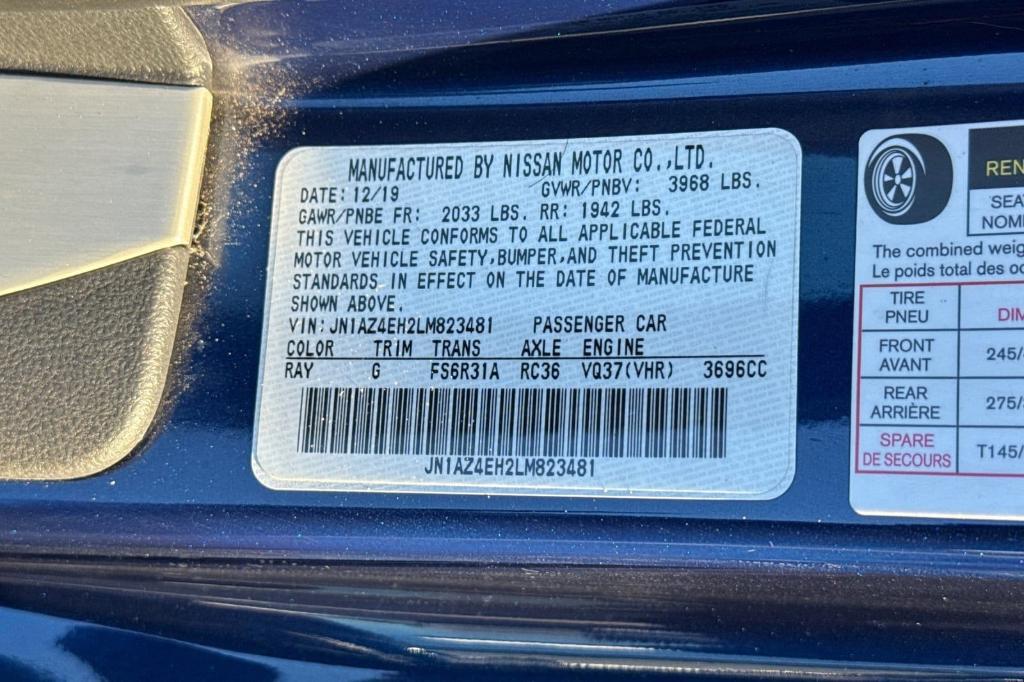 MANUFACTURED BY NISSAN MOTOR CO.,LTD.
DATE: 12/19 GVWR/PNBV: 3968 LBS.
GAWR/PNBE FR: 2033 LBS. RR: 1942 LBS.
THIS VEHICLE CONFORMS TO ALL APPLICABLE FEDERAL
MOTOR VEHICLE SAFETY,BUMPER,AND THEFT PREVENTION
STANDARDS IN EFFECT ON THE DATE OF MANUFACTURE
SHOWN ABOVE.
VIN: JN1AZ4EH2LM823481 PASSENGER CAR
COLOR TRIM TRANS AXLE ENGINE
RAY G FS6R31A RC36 VQ37(VHR) 3696CC
JN1AZ4EH2LM823481
REN
SEA
NOMI
The combined weig
Le poids total des oc
TIRE
PNEU
DIM
FRONT
AVANT
245/
REAR
ARRIÈRE
275/
SPARE
DE SECOURS
T145/